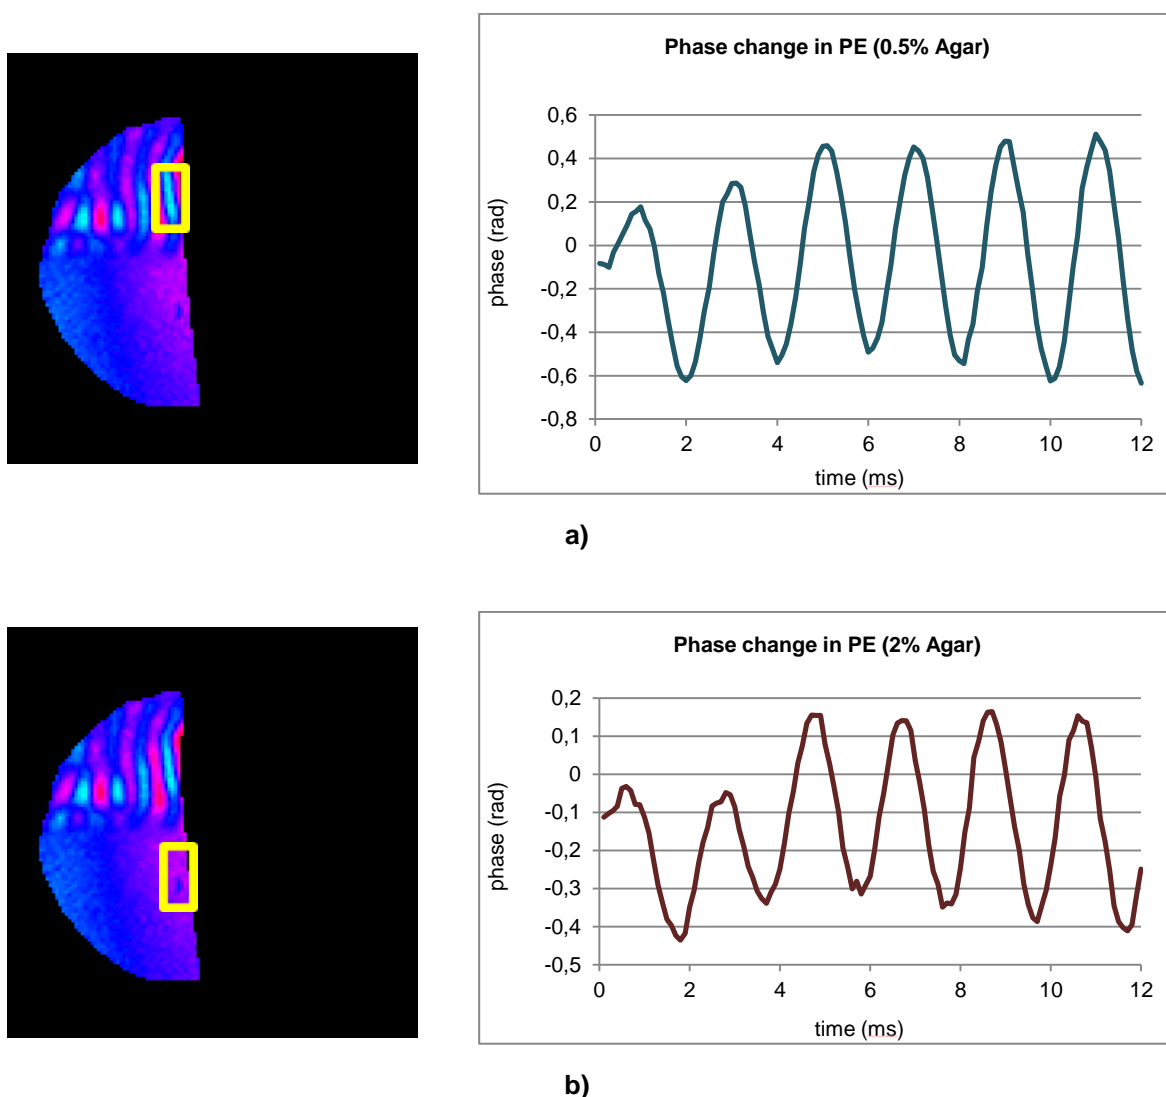 Phase change in PE (0.5% Agar)
phase (rad)
0,6
0,4
0,2
0
-0,2
-0,4
-0,6
-0,8
0 2 4 6 8 10 12
time (ms)
a)
Phase change in PE (2% Agar)
phase (rad)
0,2
0,1
0
-0,1
-0,2
-0,3
-0,4
-0,5
0 2 4 6 8 10 12
time (ms)
b)